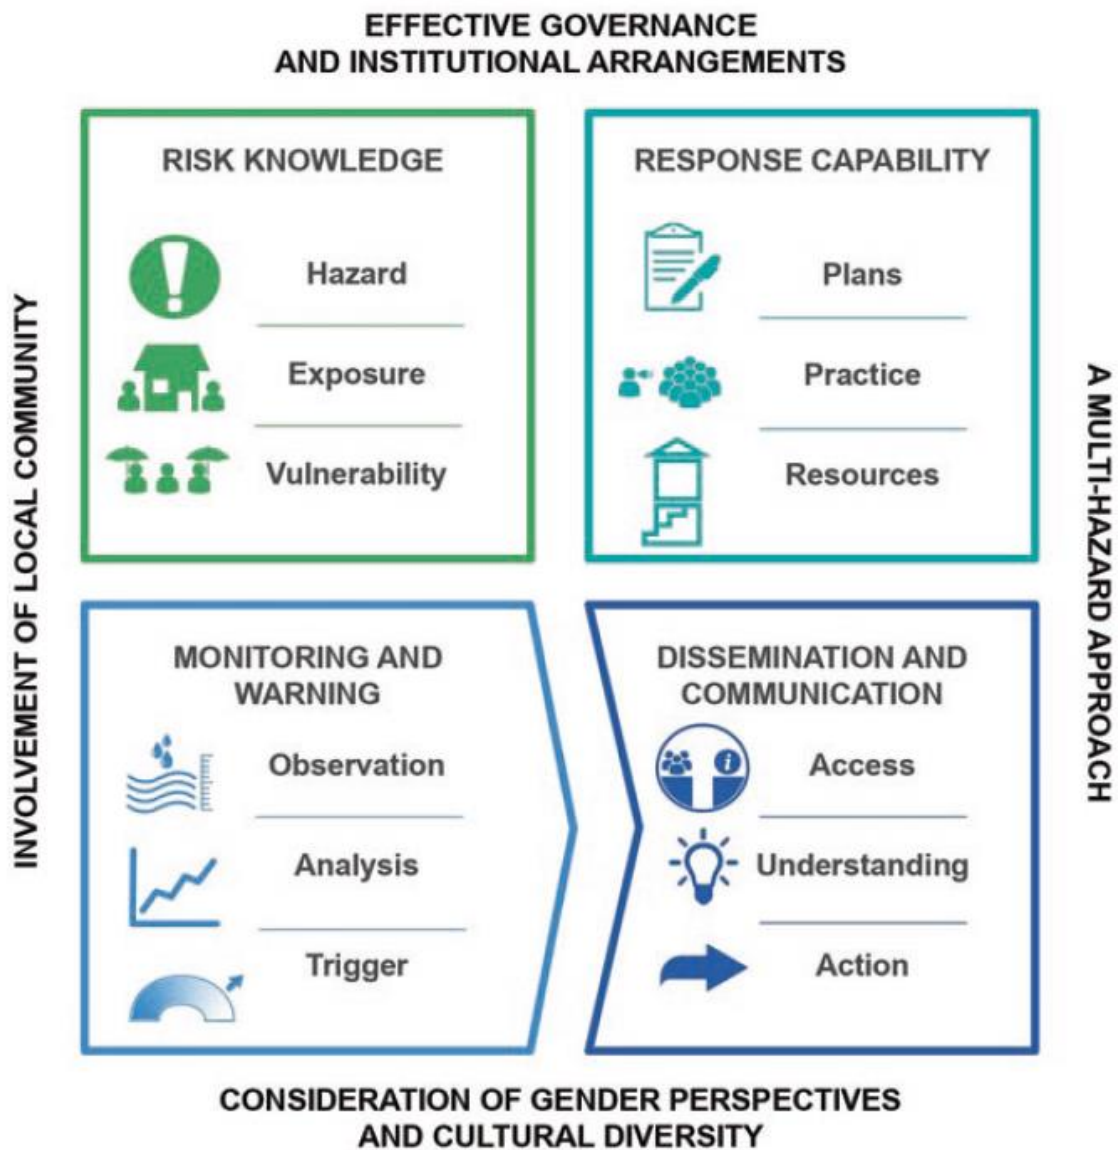 EFFECTIVE GOVERNANCE
AND INSTITUTIONAL ARRANGEMENTS
INVOLVEMENT OF LOCAL COMMUNITY
RISK KNOWLEDGE
Hazard
Exposure
Vulnerability
RESPONSE CAPABILITY
Plans
Practice
Resources
MONITORING AND
WARNING
Observation
Analysis
Trigger
DISSEMINATION AND
COMMUNICATION
i
Access
Understanding
Action
A MULTI-HAZARD APPROACH
CONSIDERATION OF GENDER PERSPECTIVES
AND CULTURAL DIVERSITY